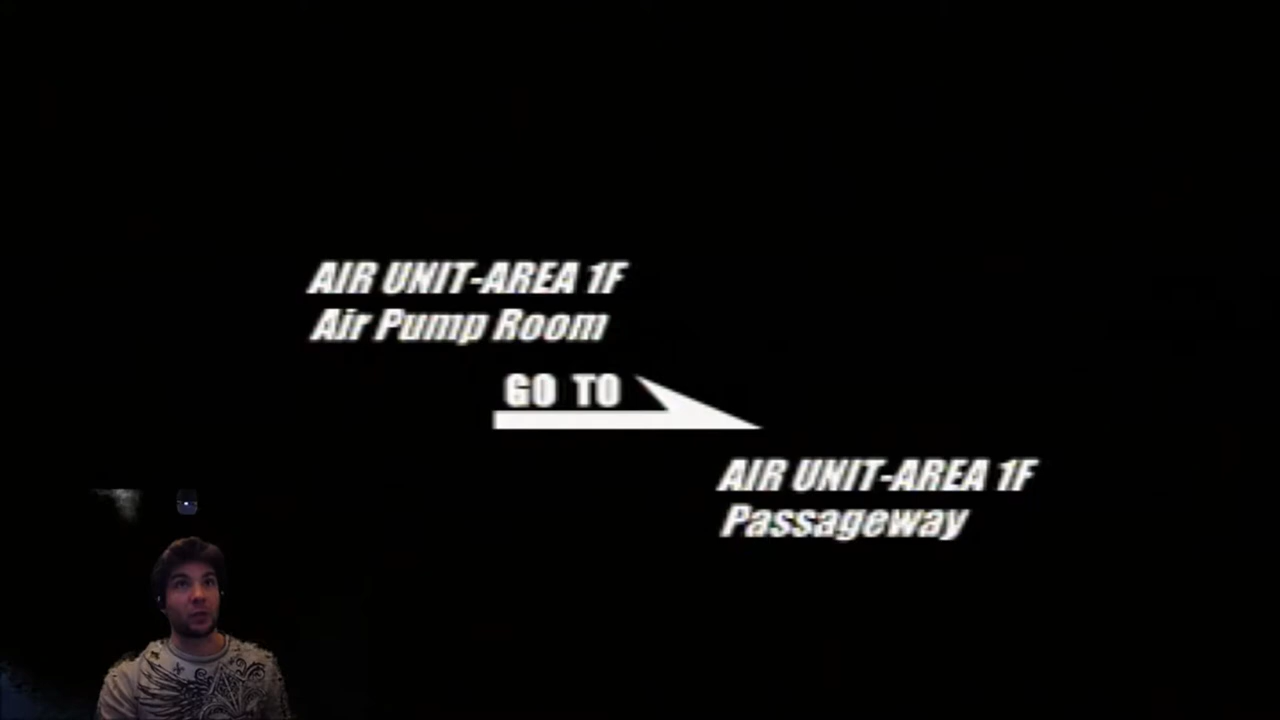 AIR UNIT-AREA 1F
Air Pump Room
GO TO
AIR UNIT-AREA 1F
Passageway